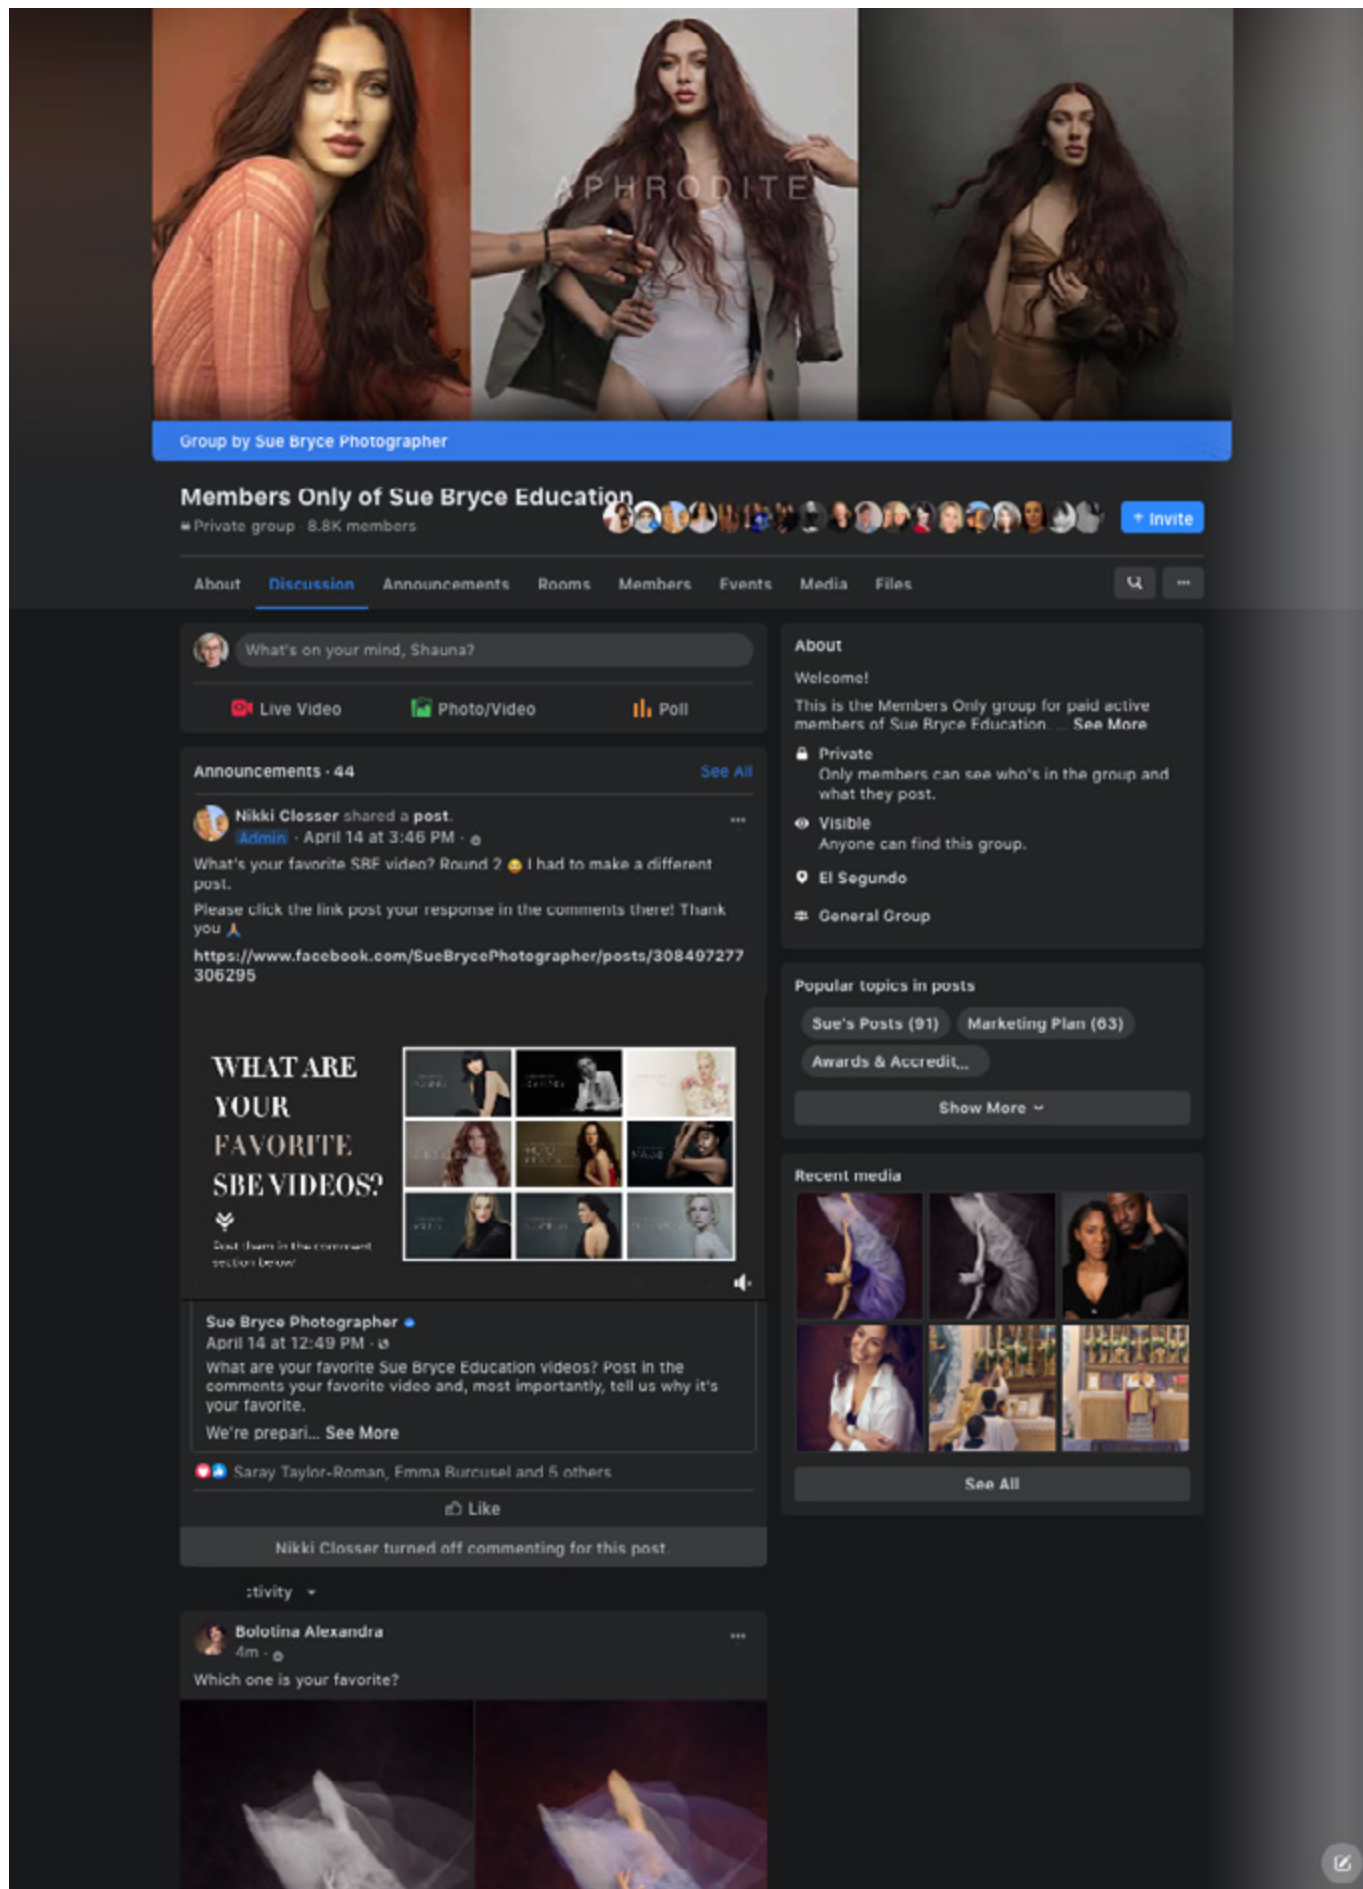 APHRODITE
Group by Sue Bryce Photographer
Members Only of Sue Bryce Education
Private group · 8.8K members
+ Invite
About
Discussion
Announcements
Rooms
Members
Events
Media
Files
What's on your mind, Shauna?
Live Video
Photo/Video
Poll
Announcements · 44
See All
Nikki Closser shared a post.
Admin · April 14 at 3:46 PM ·
What's your favorite SBE video? Round 2 😂 I had to make a different
post.
Please click the link post your response in the comments there! Thank
you 🙏
https://www.facebook.com/SueBrycePhotographer/posts/308497277
306295
WHAT ARE
YOUR
FAVORITE
SBE VIDEOS?
Post them in the comment
section below!
Sue Bryce Photographer
April 14 at 12:49 PM ·
What are your favorite Sue Bryce Education videos? Post in the
comments your favorite video and, most importantly, tell us why it's
your favorite.
We're prepari... See More
Saray Taylor-Roman, Emma Burcusel and 5 others
Like
Nikki Closser turned off commenting for this post.
tivity
Bolotina Alexandra
4m ·
Which one is your favorite?
About
Welcome!
This is the Members Only group for paid active
members of Sue Bryce Education. ... See More
Private
Only members can see who's in the group and
what they post.
Visible
Anyone can find this group.
El Segundo
General Group
Popular topics in posts
Sue's Posts (91)
Marketing Plan (63)
Awards & Accredit...
Show More
Recent media
See All